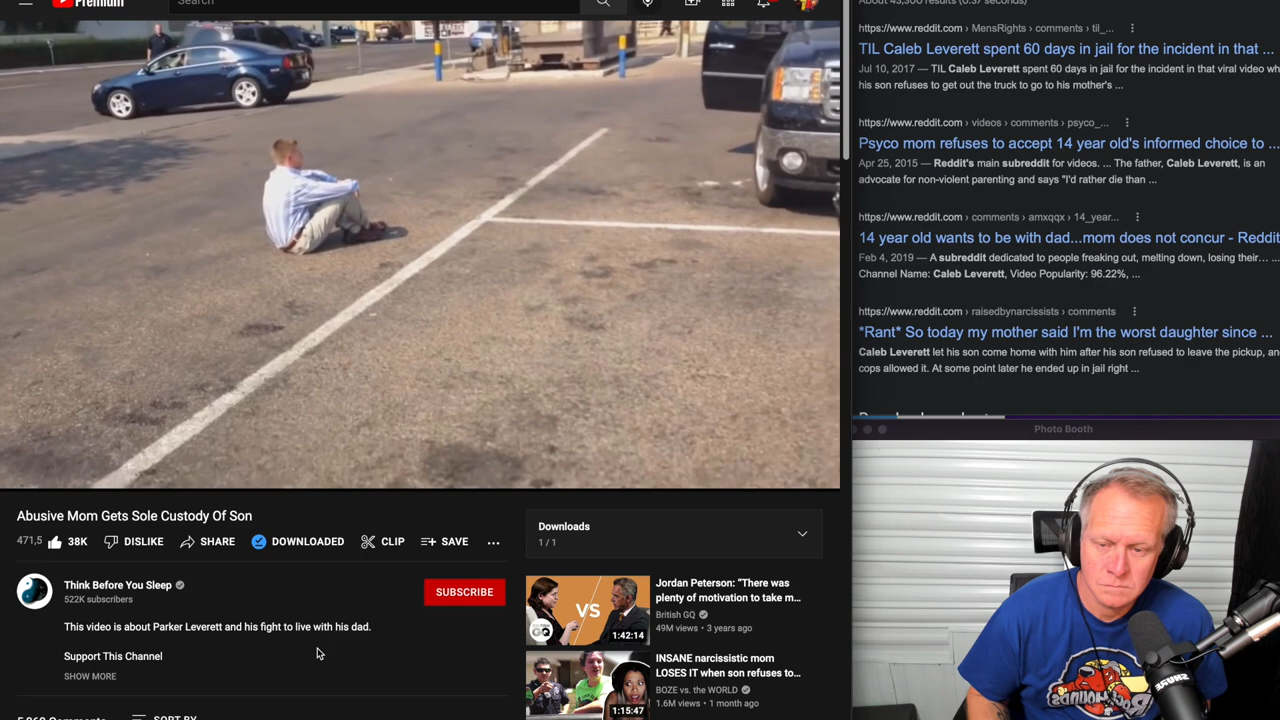 Premium
Search
Abusive Mom Gets Sole Custody Of Son
471,5 38K DISLIKE SHARE DOWNLOADED CLIP SAVE ...
Think Before You Sleep
522K subscribers
SUBSCRIBE
This video is about Parker Leverett and his fight to live with his dad.
Support This Channel
SHOW MORE
SORT BY
Downloads
1 / 1
VS
GQ
1:42:14
Jordan Peterson: “There was
plenty of motivation to take m...
British GQ
49M views • 3 years ago
1:15:47
INSANE narcissistic mom
LOSES IT when son refuses to...
BOZE vs. the WORLD
1.6M views • 1 month ago
About 43,300 results (0.37 seconds)
https://www.reddit.com › MensRights › comments › til_...
TIL Caleb Leverett spent 60 days in jail for the incident in that ...
Jul 10, 2017 — TIL Caleb Leverett spent 60 days in jail for the incident in that viral video wh
his son refuses to get out the truck to go to his mother's ...
https://www.reddit.com › videos › comments › psyco_...
Psyco mom refuses to accept 14 year old's informed choice to ...
Apr 25, 2015 — Reddit's main subreddit for videos. ... The father, Caleb Leverett, is an
advocate for non-violent parenting and says "I'd rather die than ...
https://www.reddit.com › comments › amxqqx › 14_year...
14 year old wants to be with dad...mom does not concur - Reddit
Feb 4, 2019 — A subreddit dedicated to people freaking out, melting down, losing their… ...
Channel Name: Caleb Leverett, Video Popularity: 96.22%, ...
https://www.reddit.com › raisedbynarcissists › comments
*Rant* So today my mother said I'm the worst daughter since ...
Caleb Leverett let his son come home with him after his son refused to leave the pickup, an
cops allowed it. At some point later he ended up in jail right ...
Photo Booth
SHURE